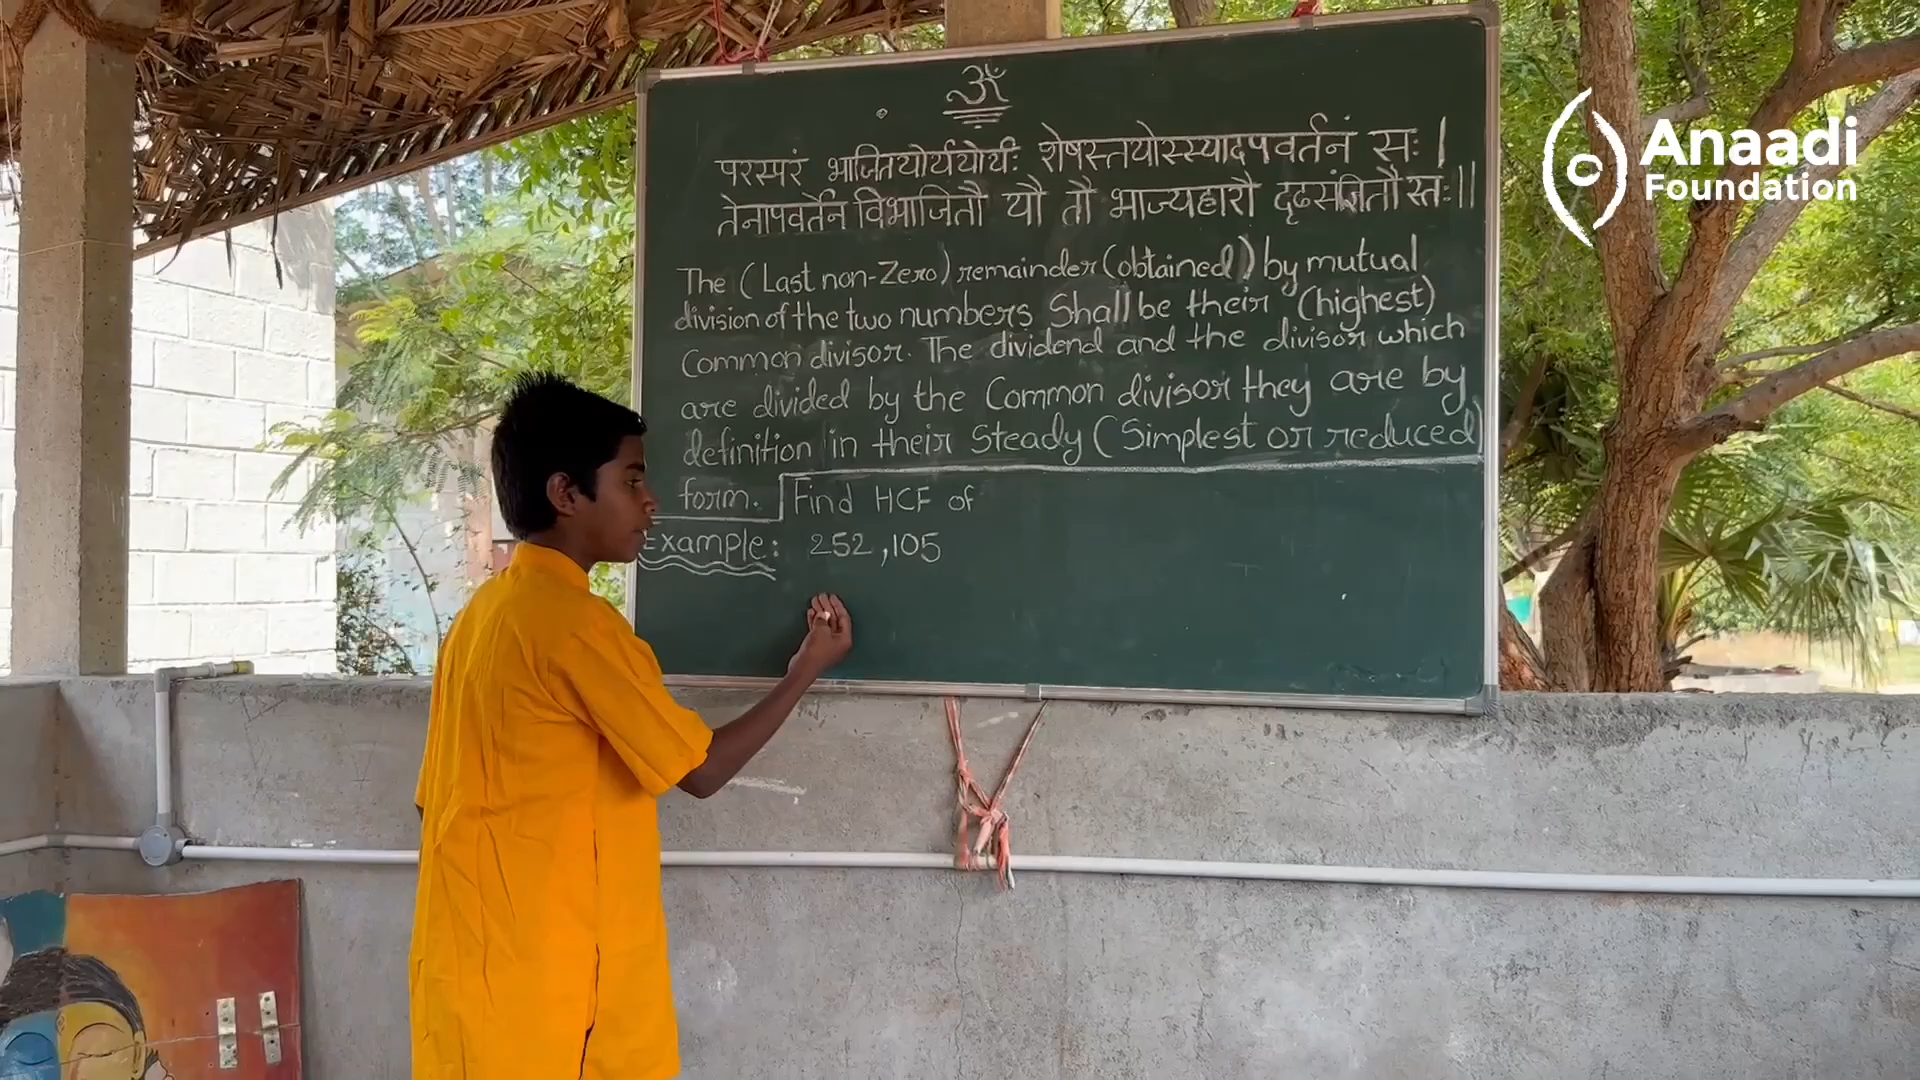 ॐ
परस्परं भाजितयोर्ययोर्यः शेषस्तयोस्स्यादपवर्तनं सः ।
तेनापवर्तेन विभाजितौ यौ तौ भाज्यहारौ दृढसंज्ञितौ स्तः ॥
The (Last non-Zero) remainder (obtained) by mutual
division of the two numbers Shall be their (highest)
Common divisor. The dividend and the divisor which
are divided by the Common divisor they are by
definition in their Steady (Simplest or reduced)
form.
Find HCF of
Example: 252, 105
Anaadi
Foundation